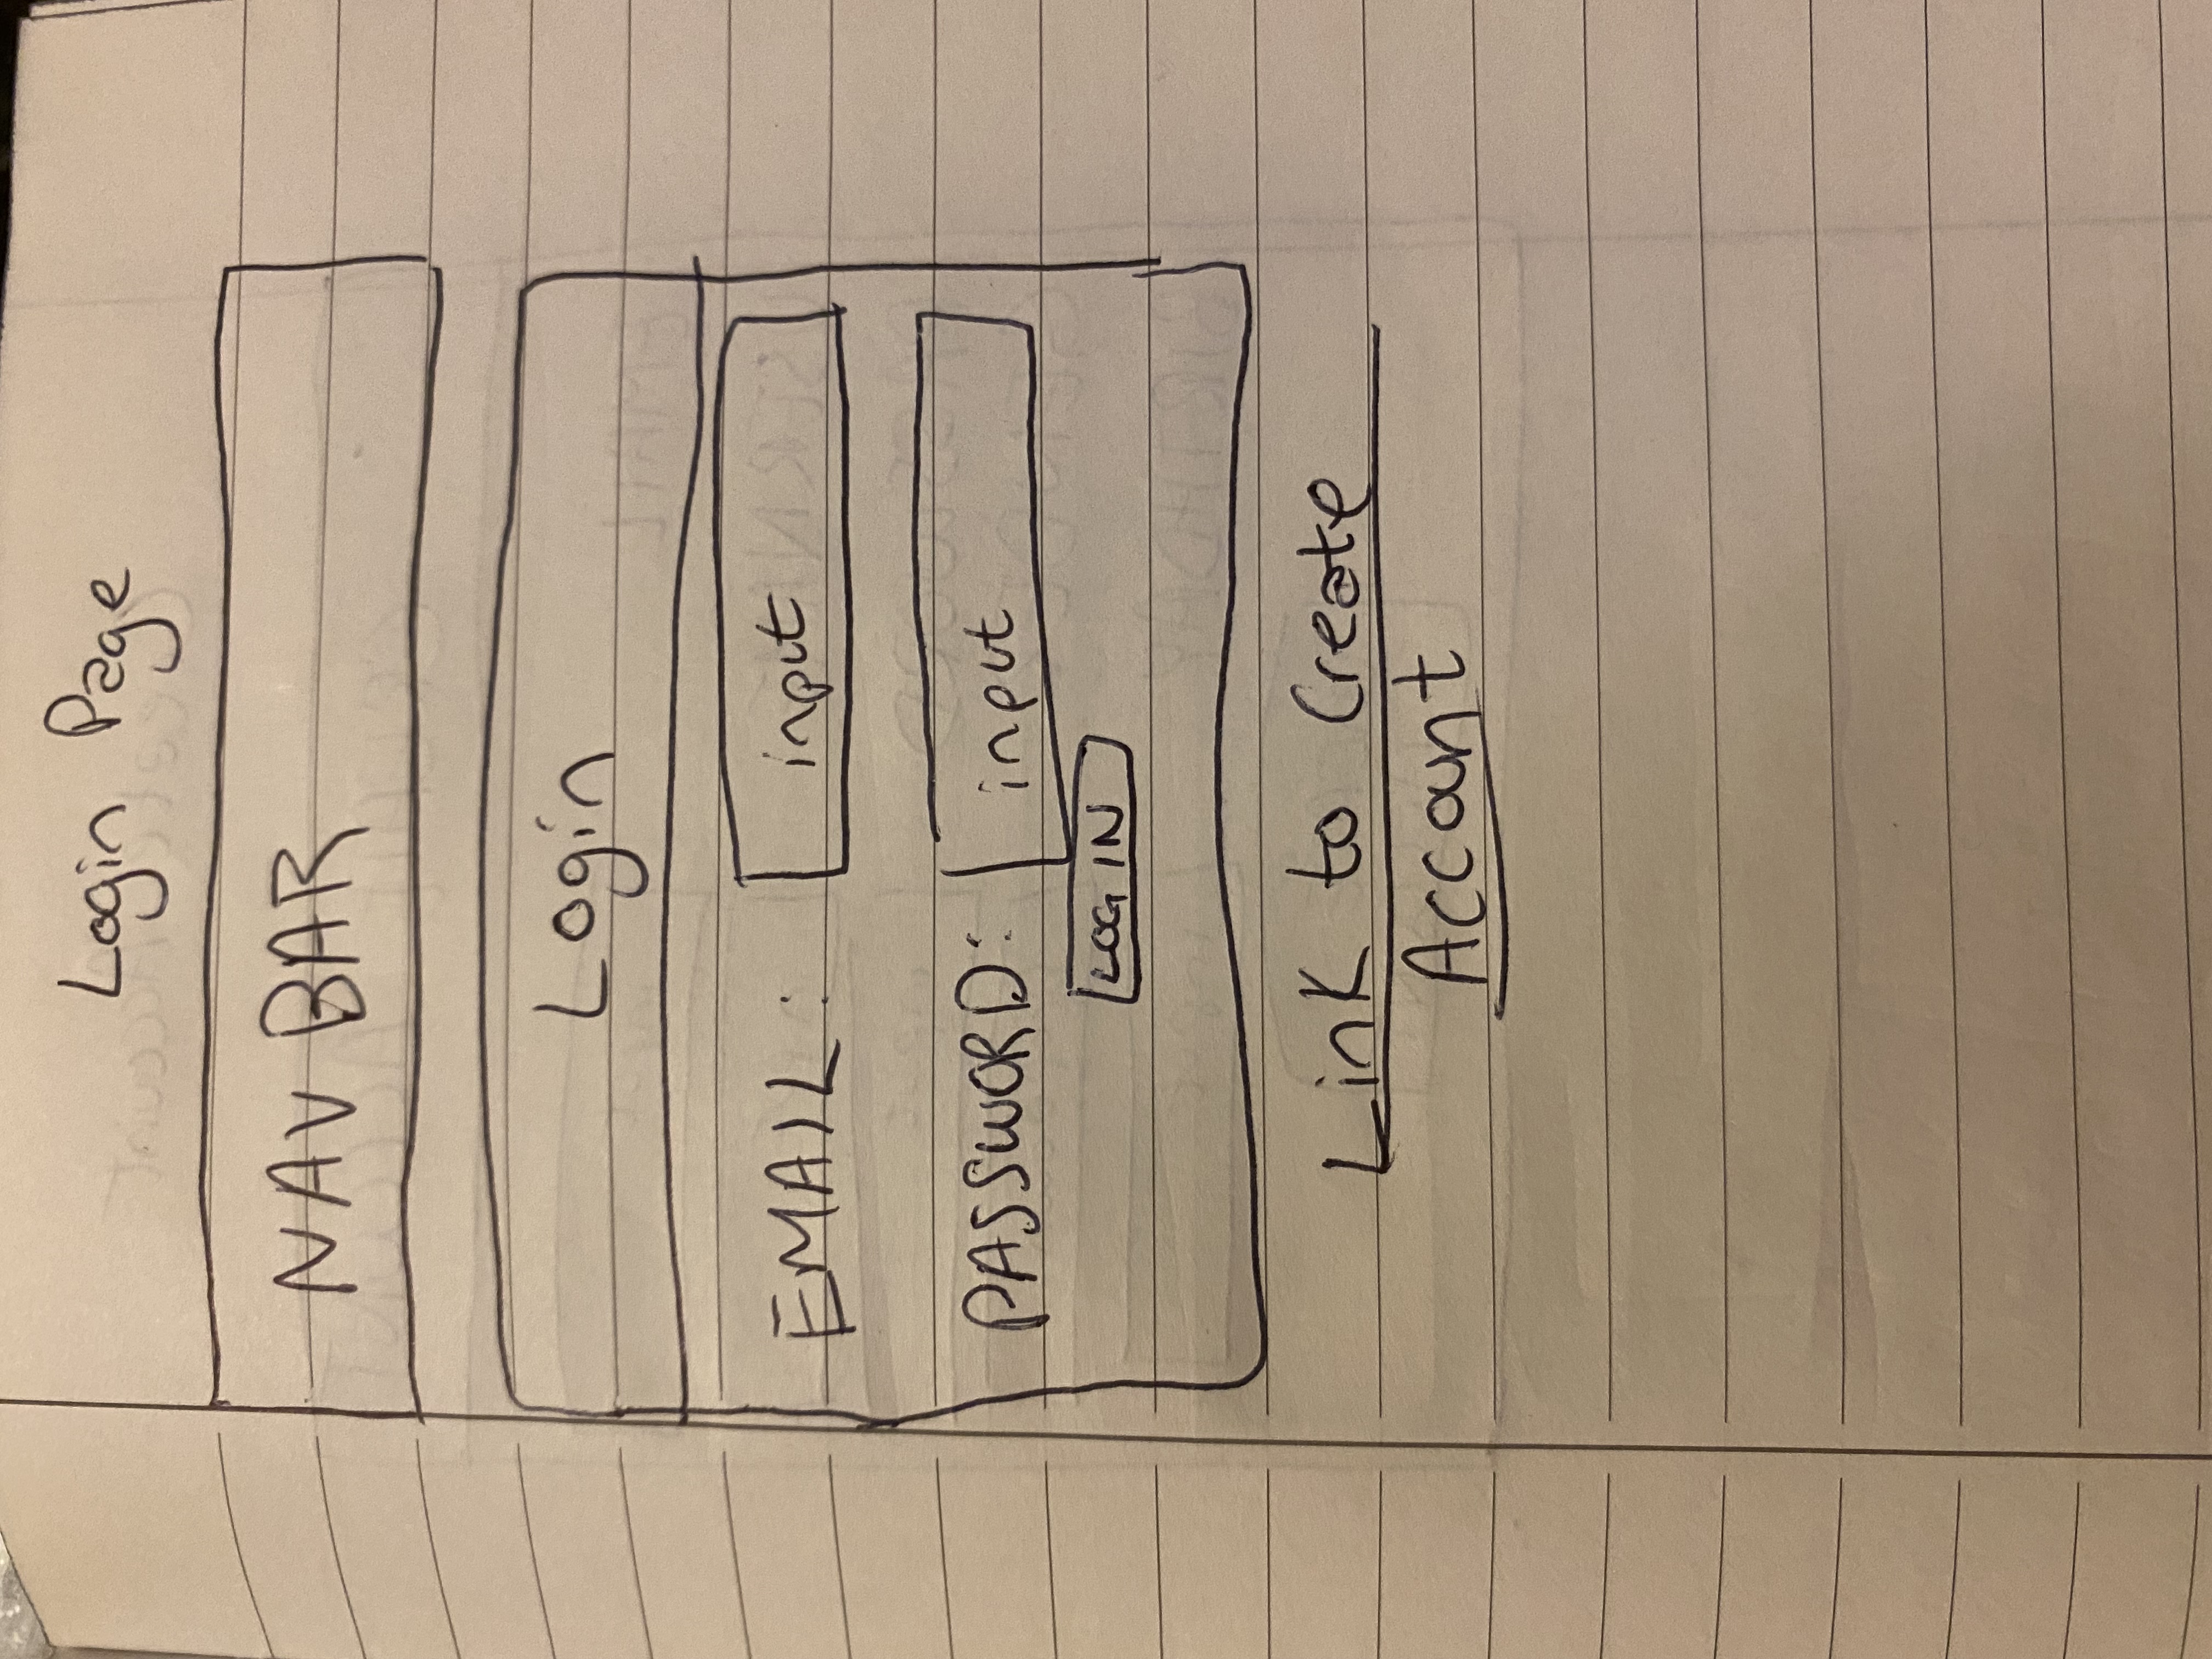 Login Page
NAV BAR
Login
EMAIL: input
PASSWORD: input
LOG IN
Link to Create
Account